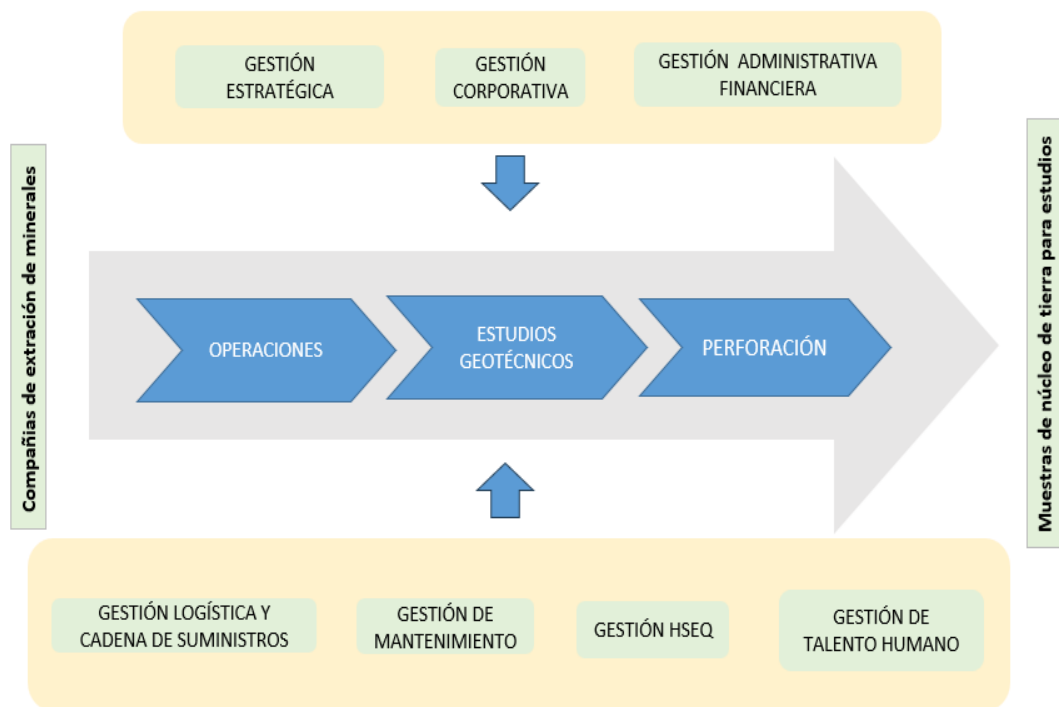 GESTIÓN
ESTRATÉGICA
GESTIÓN
CORPORATIVA
GESTIÓN ADMINISTRATIVA
FINANCIERA
Compañias de extracción de minerales
OPERACIONES
ESTUDIOS
GEOTÉCNICOS
PERFORACIÓN
Muestras de núcleo de tierra para estudios
GESTIÓN LOGÍSTICA Y
CADENA DE SUMINISTROS
GESTIÓN DE
MANTENIMIENTO
GESTIÓN HSEQ
GESTIÓN DE
TALENTO HUMANO